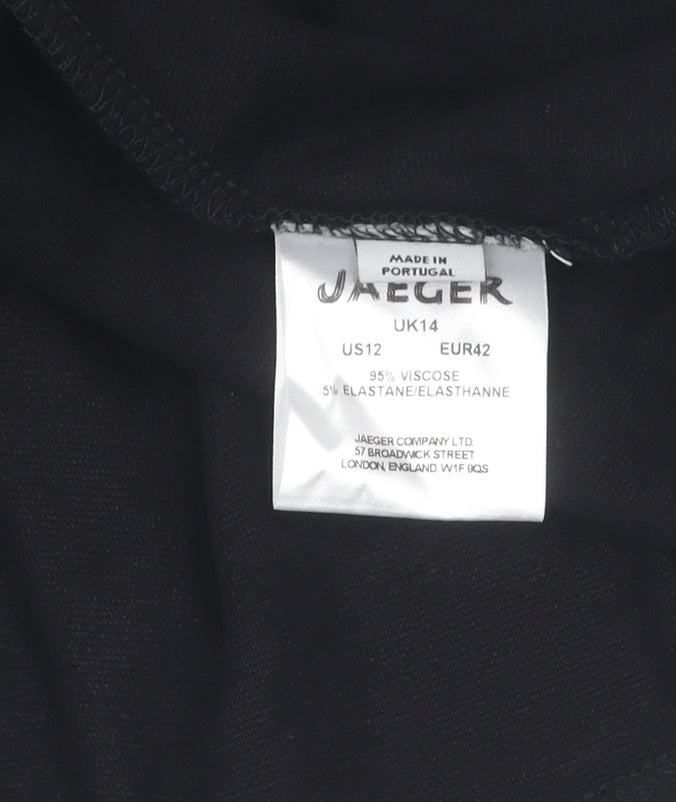 MADE IN
PORTUGAL
JAEGER
UK14
US12 EUR42
95% VISCOSE
5% ELASTANE/ELASTHANNE
JAEGER COMPANY LTD.
57 BROADWICK STREET
LONDON, ENGLAND. W1F 9QS